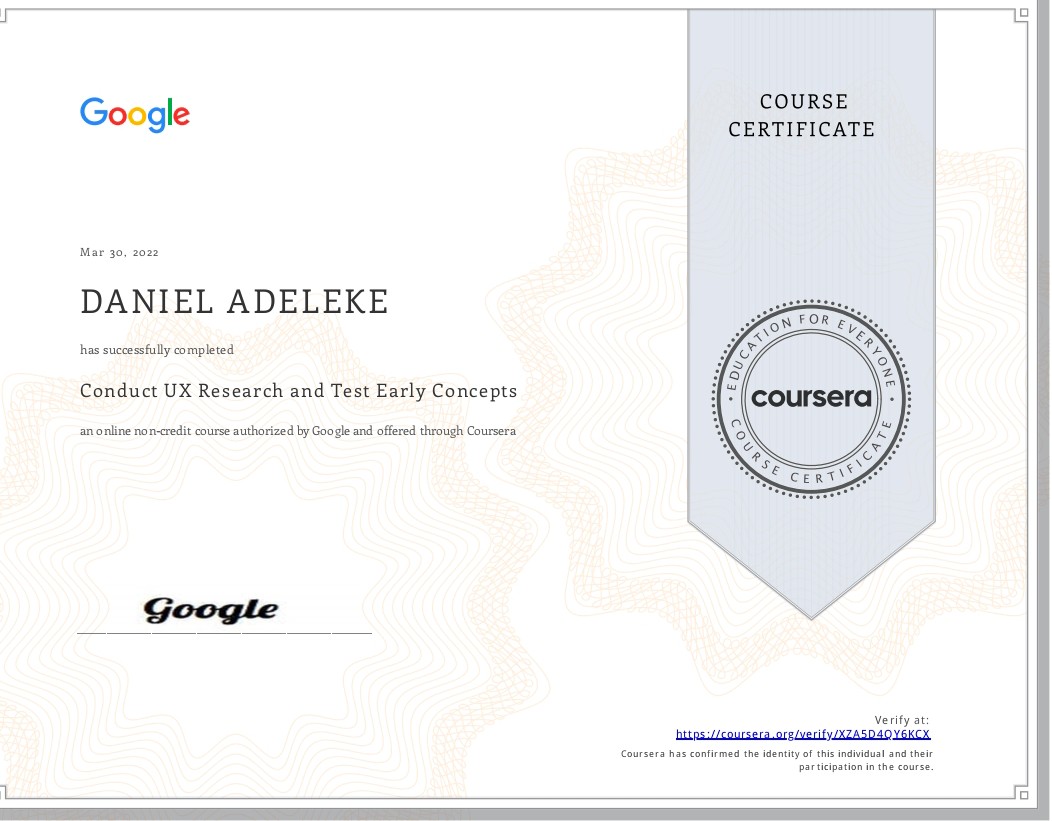 Google
COURSE
CERTIFICATE
Mar 30, 2022
DANIEL ADELEKE
has successfully completed
Conduct UX Research and Test Early Concepts
an online non-credit course authorized by Google and offered through Coursera
EDUCATION FOR EVERYONE
coursera
COURSE CERTIFICATE
Google
Verify at:
https://coursera.org/verify/XZA5D4QY6KCX
Coursera has confirmed the identity of this individual and their
participation in the course.